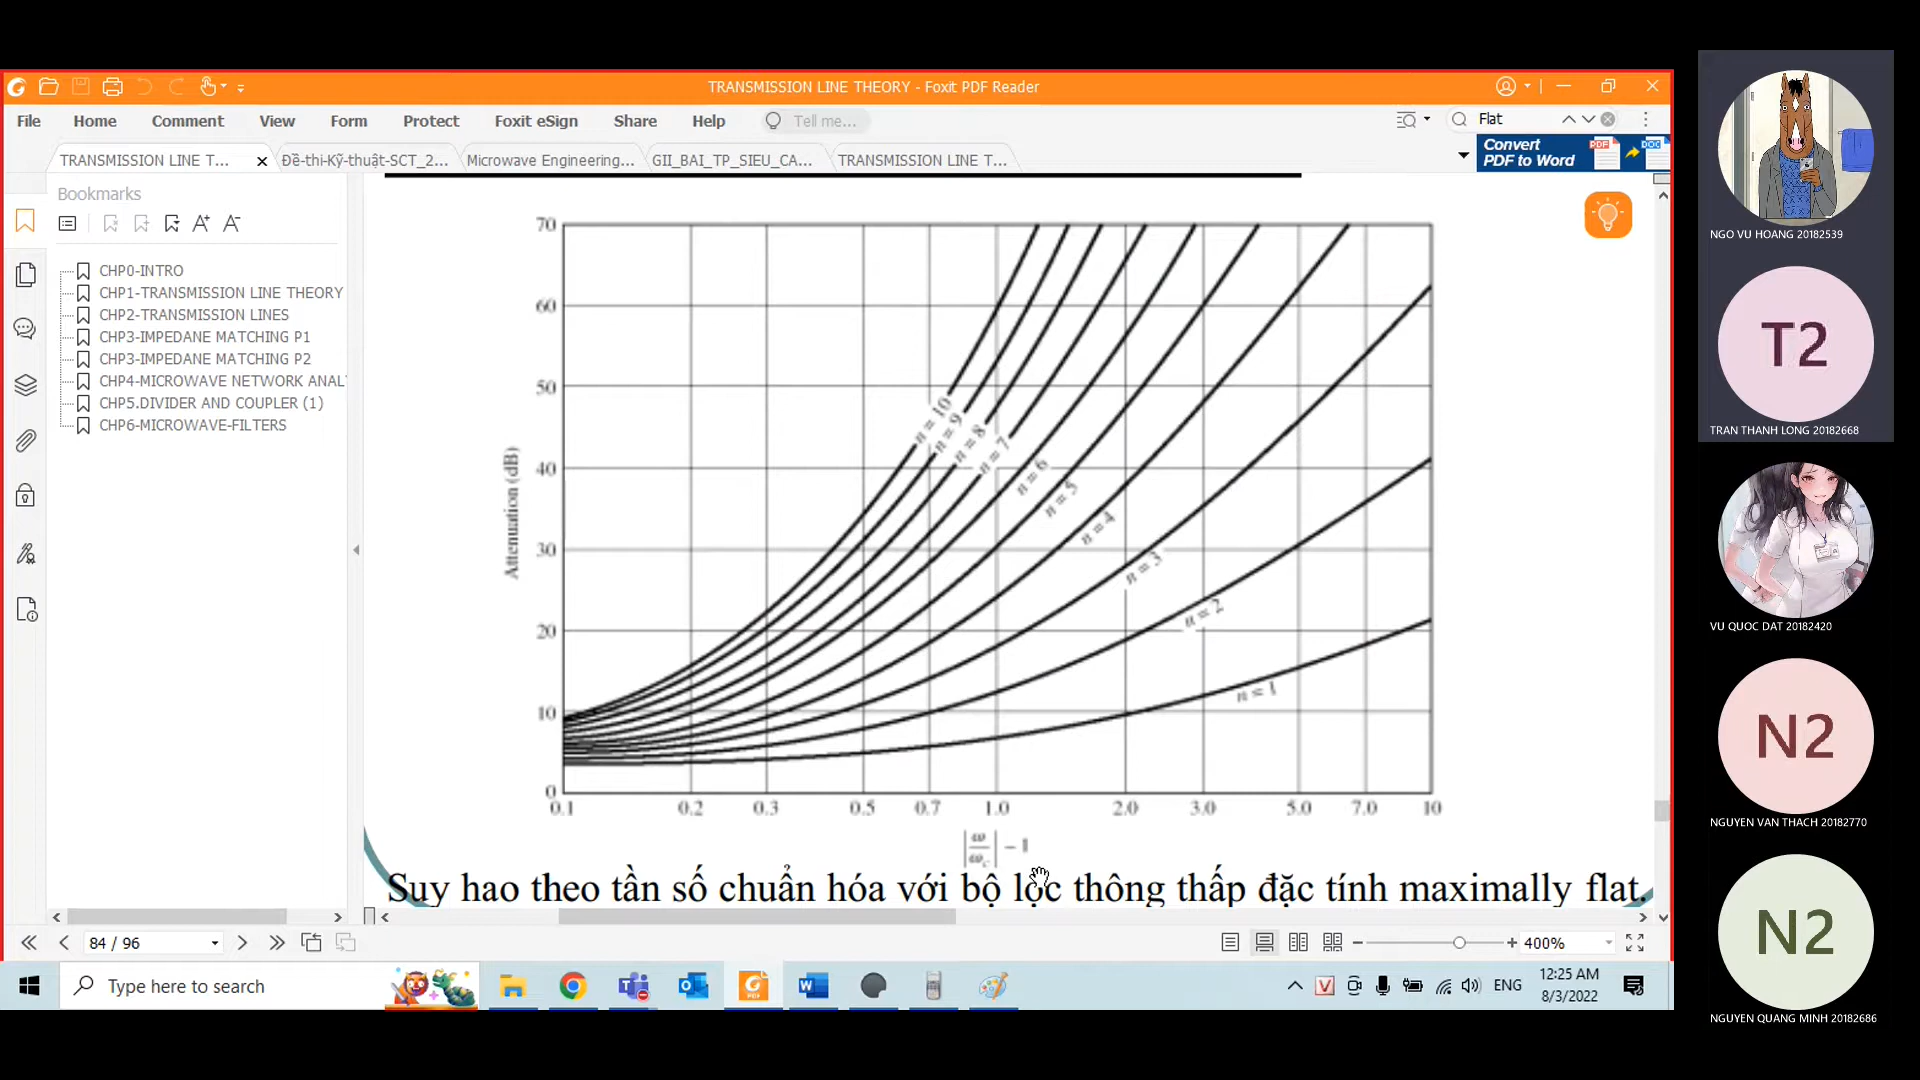 TRANSMISSION LINE THEORY - Foxit PDF Reader
File Home Comment View Form Protect Foxit eSign Share Help Tell me... Flat
TRANSMISSION LINE T... Đề-thi-Kỹ-thuật-SCT_2... Microwave Engineering... GII_BAI_TP_SIEU_CA... TRANSMISSION LINE T...
Convert
PDF to Word
PDF
DOC
Bookmarks
CHP0-INTRO
CHP1-TRANSMISSION LINE THEORY
CHP2-TRANSMISSION LINES
CHP3-IMPEDANE MATCHING P1
CHP3-IMPEDANE MATCHING P2
CHP4-MICROWAVE NETWORK ANAL
CHP5.DIVIDER AND COUPLER (1)
CHP6-MICROWAVE-FILTERS
70
60
50
40
30
20
10
0
Attenuation (dB)
n = 10
n = 9
n = 8
n = 7
n = 6
n = 5
n = 4
n = 3
n = 2
n = 1
0.1 0.2 0.3 0.5 0.7 1.0 2.0 3.0 5.0 7.0 10
|ω/ωc| − 1
Suy hao theo tần số chuẩn hóa với bộ lọc thông thấp đặc tính maximally flat.
84 / 96
400%
Type here to search
ENG
12:25 AM
8/3/2022
NGO VU HOANG 20182539
T2
TRAN THANH LONG 20182668
VU QUOC DAT 20182420
N2
NGUYEN VAN THACH 20182770
N2
NGUYEN QUANG MINH 20182686